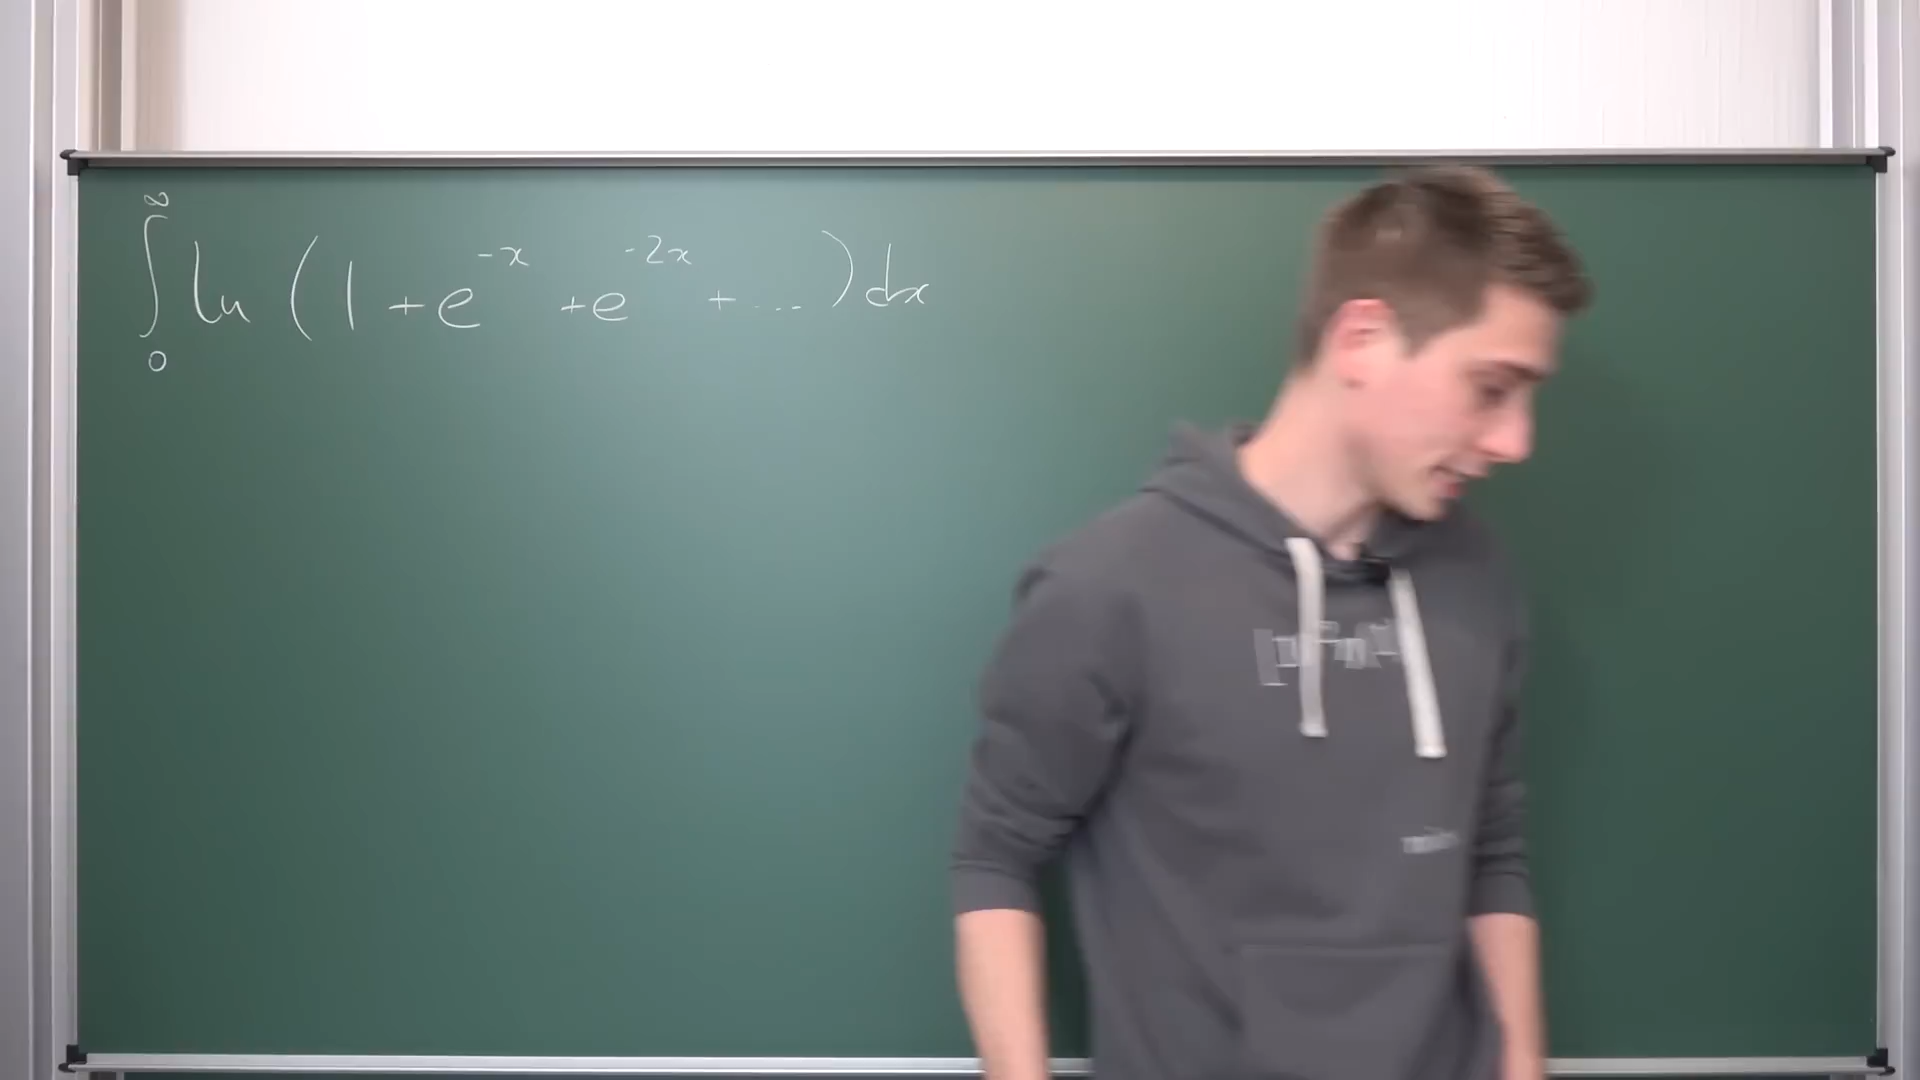 ∞
∫ ln (1 + e^{-x} + e^{-2x} + ...) dx
0